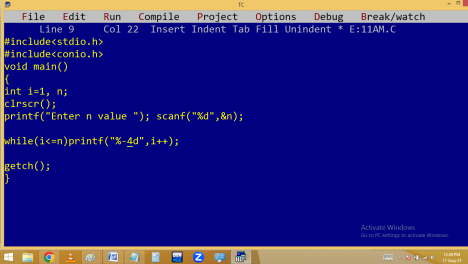 TC
File Edit Run Compile Project Options Debug Break/watch
Line 9 Col 22 Insert Indent Tab Fill Unindent * E:11AM.C
#include<stdio.h>
#include<conio.h>
void main()
{
int i=1, n;
clrscr();
printf("Enter n value "); scanf("%d",&n);
while(i<=n)printf("%-4d",i++);
getch();
}
Activate Windows
Go to PC settings to activate Windows.